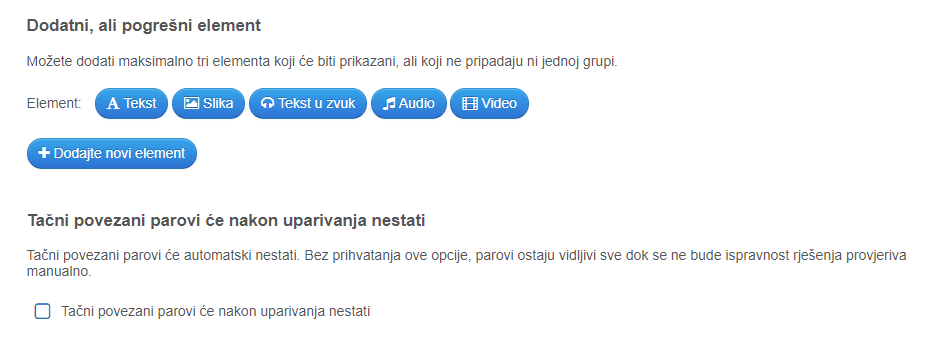 Dodatni, ali pogrešni element
Možete dodati maksimalno tri elementa koji će biti prikazani, ali koji ne pripadaju ni jednoj grupi.
Element: A Tekst Slika Tekst u zvuk Audio Video
+ Dodajte novi element
Tačni povezani parovi će nakon uparivanja nestati
Tačni povezani parovi će automatski nestati. Bez prihvatanja ove opcije, parovi ostaju vidljivi sve dok se ne bude ispravnost rješenja provjeriva
manualno.
Tačni povezani parovi će nakon uparivanja nestati